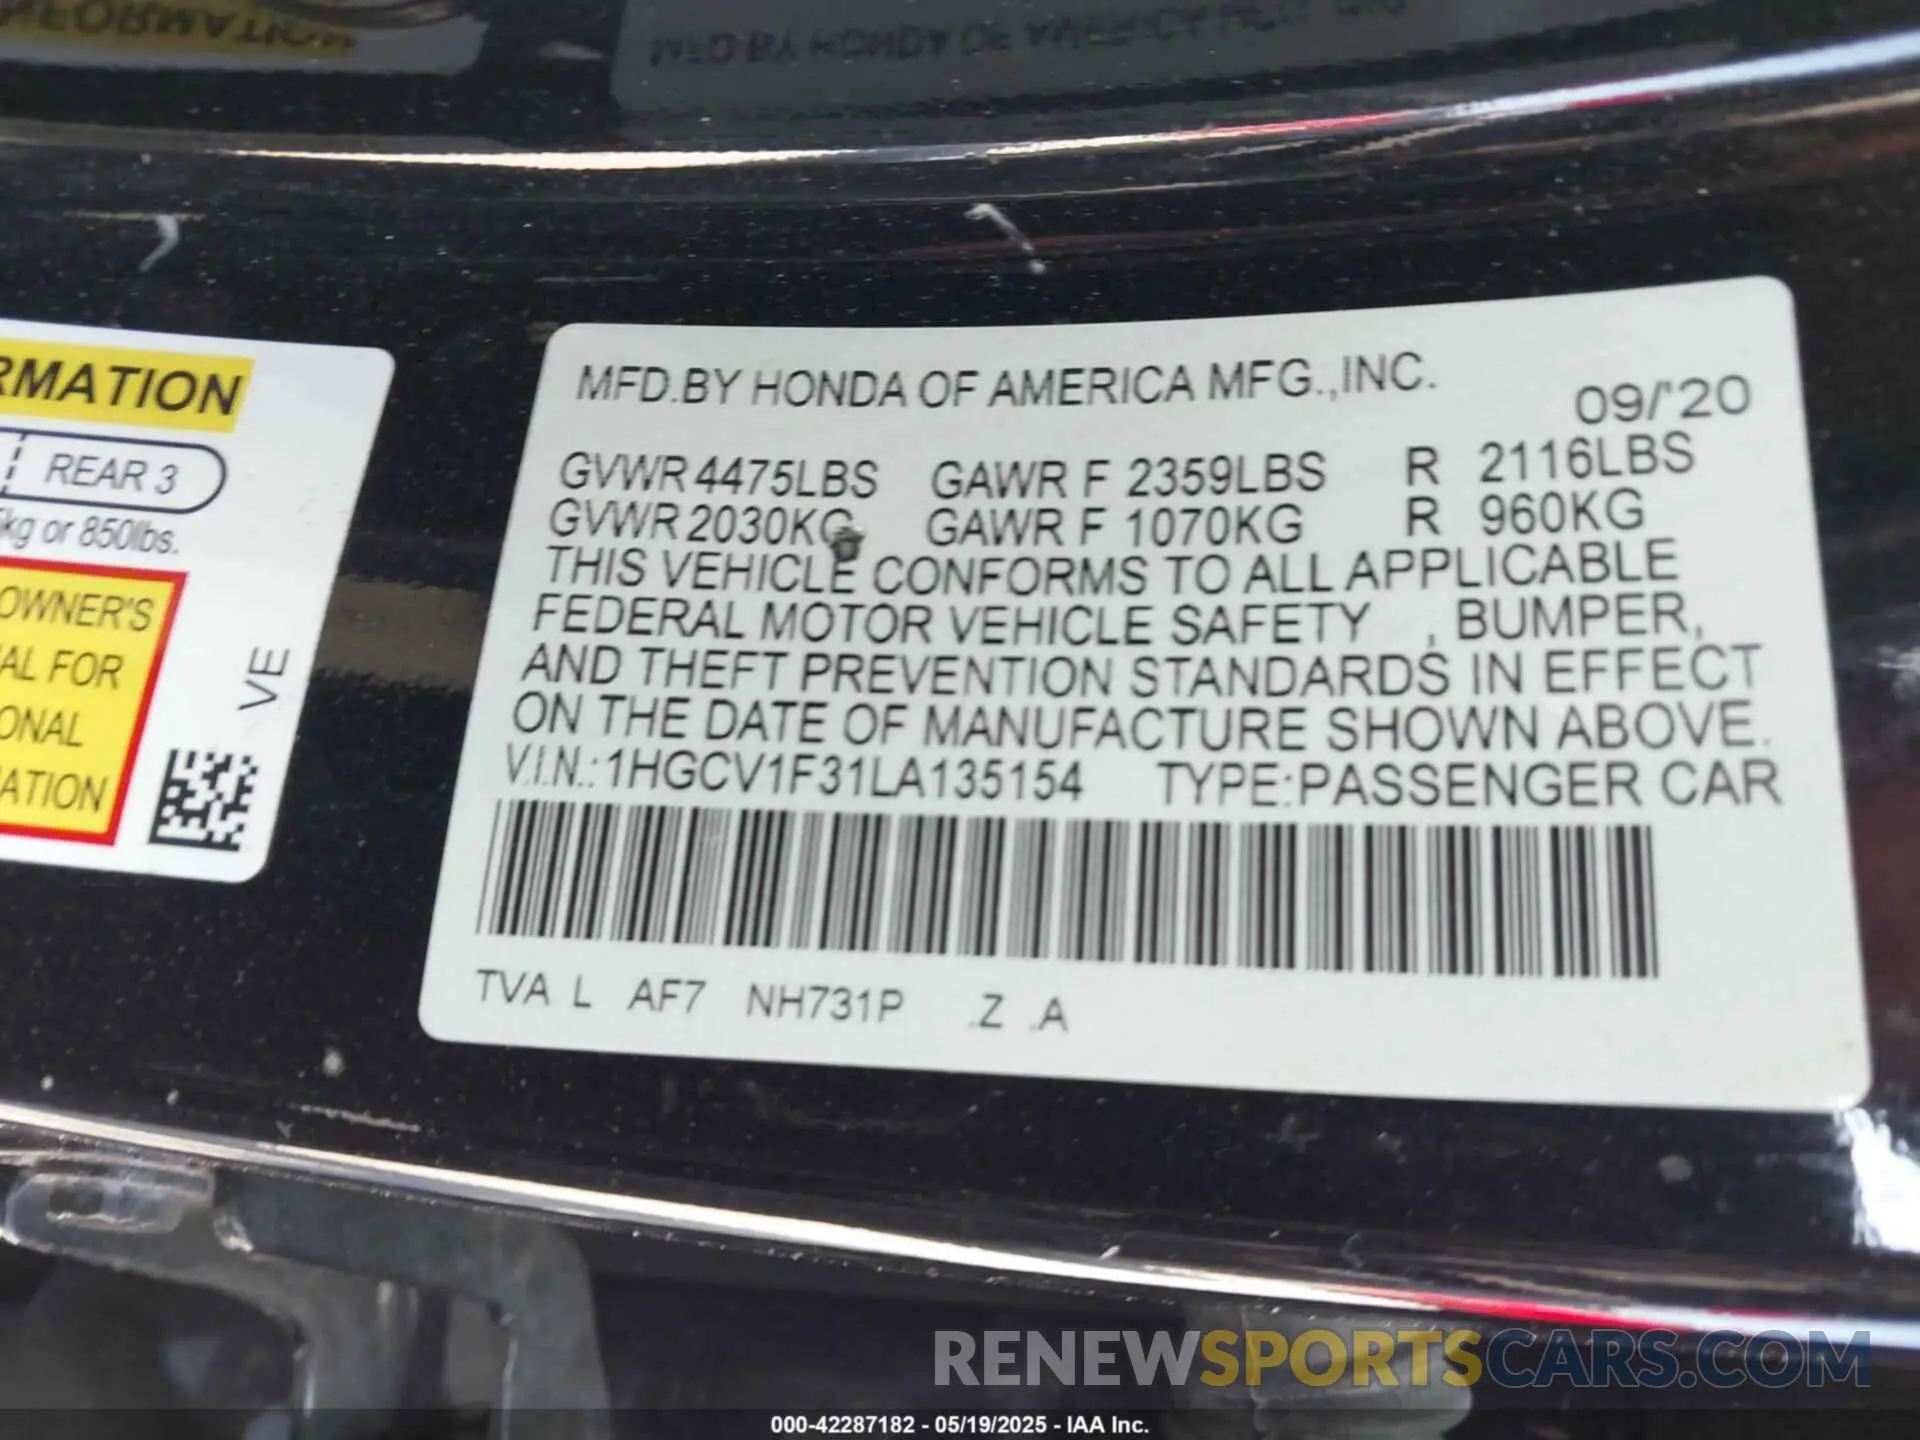 RMATION
REAR 3
kg or 850lbs.
OWNER'S
AL FOR
ONAL
ATION
VE
MFD.BY HONDA OF AMERICA MFG.,INC.
09/'20
GVWR 4475LBS GAWR F 2359LBS R 2116LBS
GVWR 2030KG GAWR F 1070KG R 960KG
THIS VEHICLE CONFORMS TO ALL APPLICABLE
FEDERAL MOTOR VEHICLE SAFETY , BUMPER,
AND THEFT PREVENTION STANDARDS IN EFFECT
ON THE DATE OF MANUFACTURE SHOWN ABOVE.
V.I.N.:1HGCV1F31LA135154 TYPE:PASSENGER CAR
TVA L AF7 NH731P .Z .A
RENEWSPORTSCARS.COM
000-42287182 - 05/19/2025 - IAA Inc.